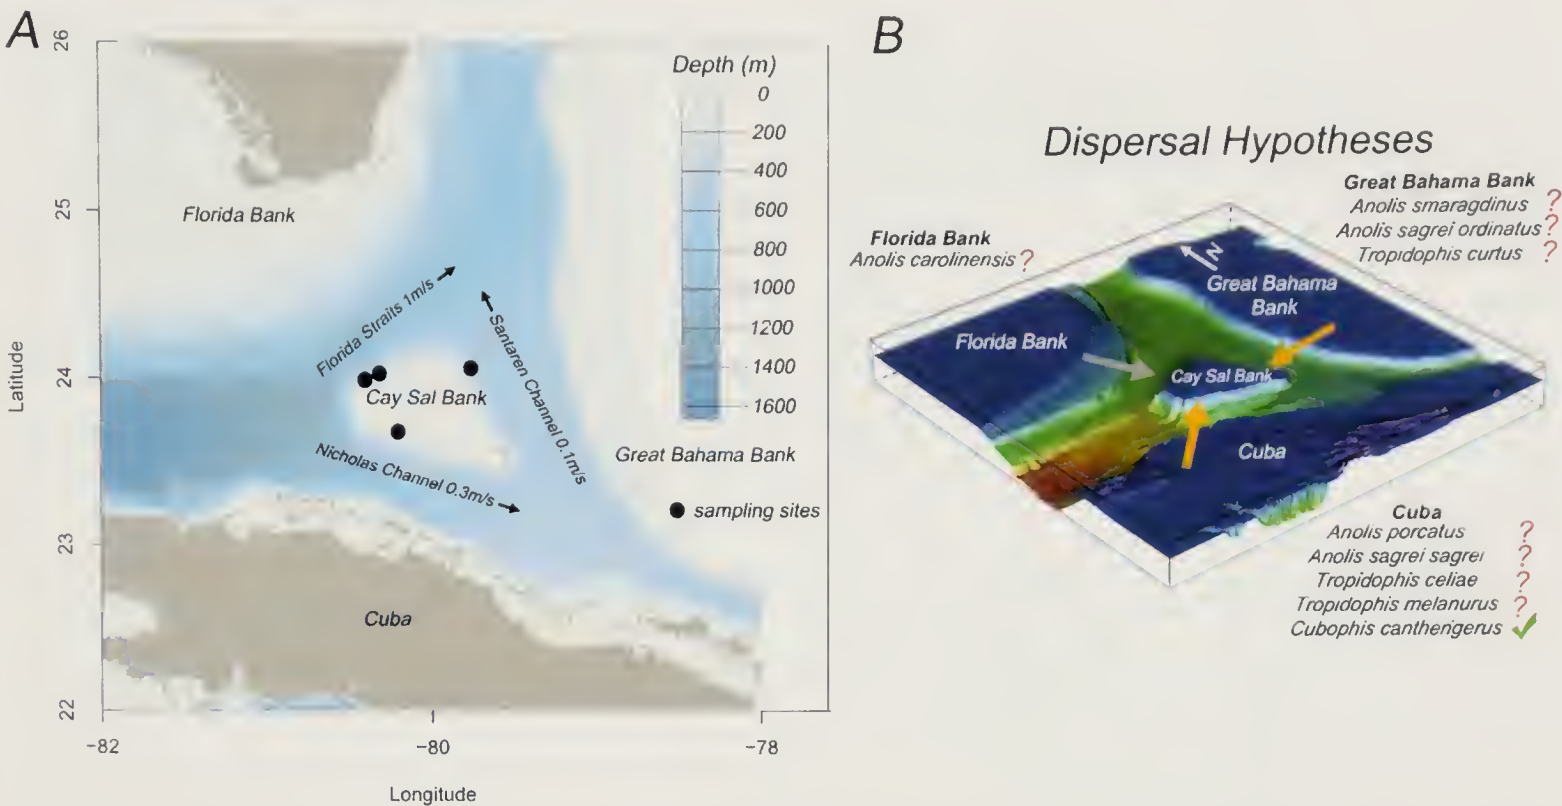 A
26
25
24
23
22
Latitude
-82
-80
-78
Longitude
Depth (m)
0
200
400
600
800
1000
1200
1400
1600
Florida Bank
Florida Straits 1m/s
Santaren Channel 0.1m/s
Cay Sal Bank
Nicholas Channel 0.3m/s
Great Bahama Bank
sampling sites
Cuba
B
Dispersal Hypotheses
Great Bahama Bank
Anolis smaragdinus ?
Anolis sagrei ordinatus ?
Tropidophis curtus ?
Florida Bank
Anolis carolinensis ?
N
Great Bahama
Bank
Florida Bank
Cay Sal Bank
Cuba
Cuba
Anolis porcatus ?
Anolis sagrei sagrei ?
Tropidophis celiae ?
Tropidophis melanurus ?
Cubophis cantherigerus ✓